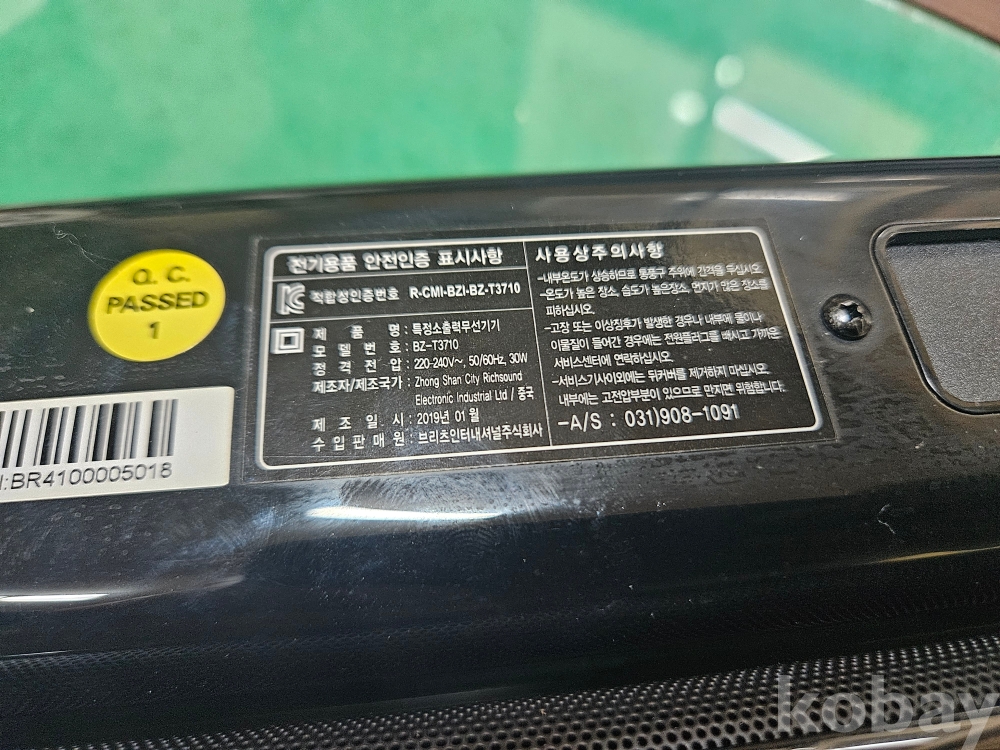 Q.C.
PASSED
1
:BR4100005018
전기용품 안전인증 표시사항
적합성인증번호 R-CMI-BZI-BZ-T3710
제 품 명 : 특정소출력무선기기
모 델 번 호 : BZ-T3710
정 격 전 압 : 220-240V~, 50/60Hz, 30W
제조자/제조국가 : Zhong Shan City Richsound
Electronic Industrial Ltd / 중국
제 조 일 시 : 2019년 01월
수 입 판 매 원 : 브리츠인터내셔널주식회사
사용상주의사항
-내부온도가 상승하므로 통풍구 주위에 간격을 두십시오.
-온도가 높은 장소, 습도가 높은장소, 먼지가 많은 장소를
피하십시오.
-고장 또는 이상징후가 발생한 경우나 내부에 물이나
이물질이 들어간 경우에는 전원플러그를 빼시고 가까운
서비스센터에 연락하십시오.
-서비스기사이외에는 뒤커버를 제거하지 마십시오.
내부에는 고전압부분이 있으므로 만지면 위험합니다.
-A/S : 031)908-1091
kobay